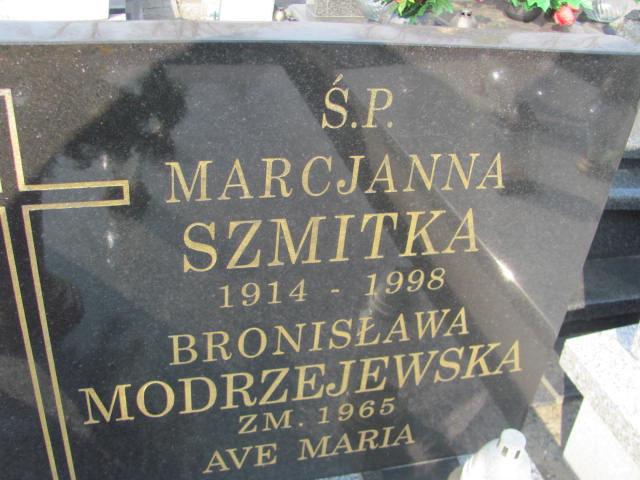 Ś.P.
MARCJANNA
SZMITKA
1914 - 1998
BRONISŁAWA
MODRZEJEWSKA
ZM. 1965
AVE MARIA